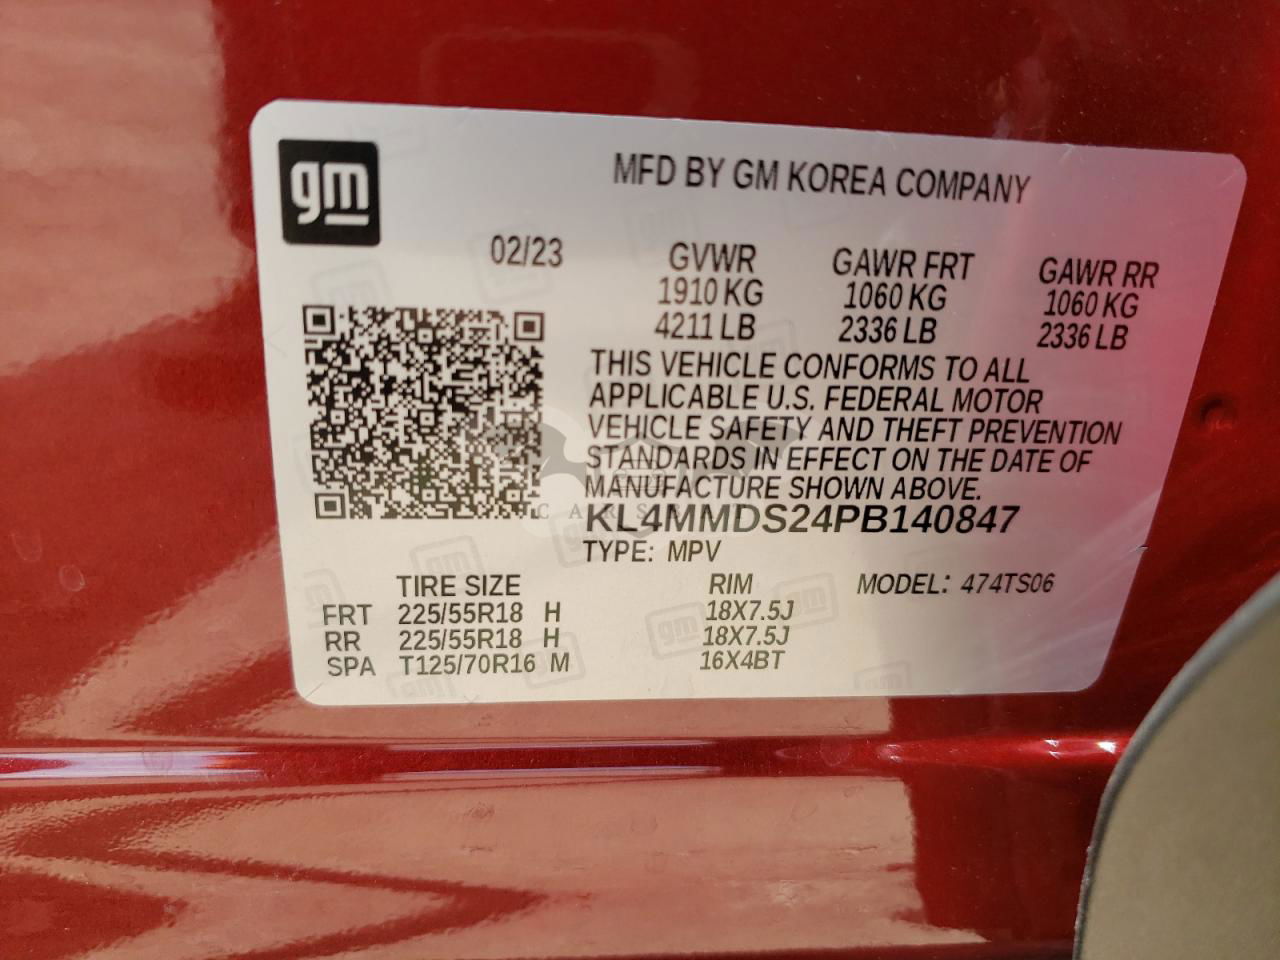 gm
MFD BY GM KOREA COMPANY
02/23 GVWR GAWR FRT GAWR RR
1910 KG 1060 KG 1060 KG
4211 LB 2336 LB 2336 LB
THIS VEHICLE CONFORMS TO ALL
APPLICABLE U.S. FEDERAL MOTOR
VEHICLE SAFETY AND THEFT PREVENTION
STANDARDS IN EFFECT ON THE DATE OF
MANUFACTURE SHOWN ABOVE.
KL4MMDS24PB140847
TYPE: MPV
TIRE SIZE RIM MODEL: 474TS06
FRT 225/55R18 H 18X7.5J
RR 225/55R18 H 18X7.5J
SPA T125/70R16 M 16X4BT